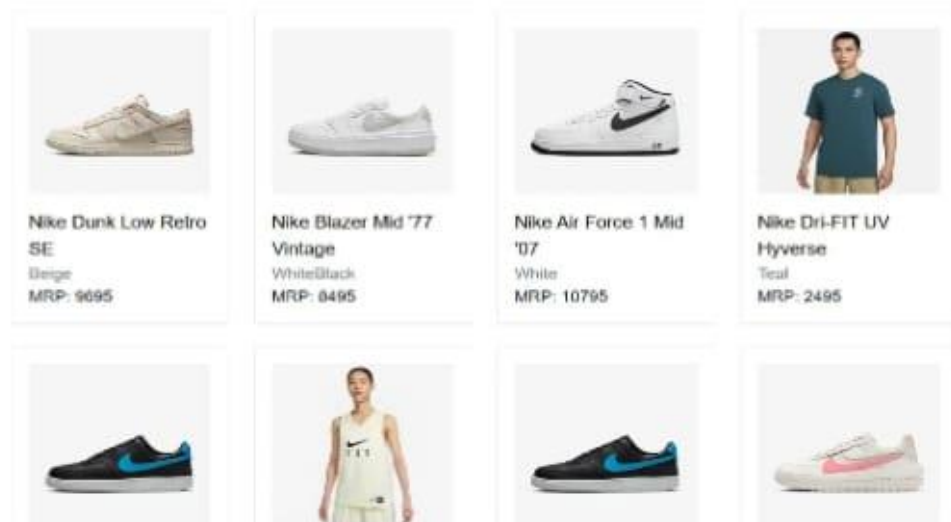 Nike Dunk Low Retro
SE
Beige
MRP: 9695
Nike Blazer Mid '77
Vintage
WhiteBlack
MRP: 8495
Nike Air Force 1 Mid
'07
White
MRP: 10795
Nike Dri-FIT UV
Hyverse
Teal
MRP: 2495